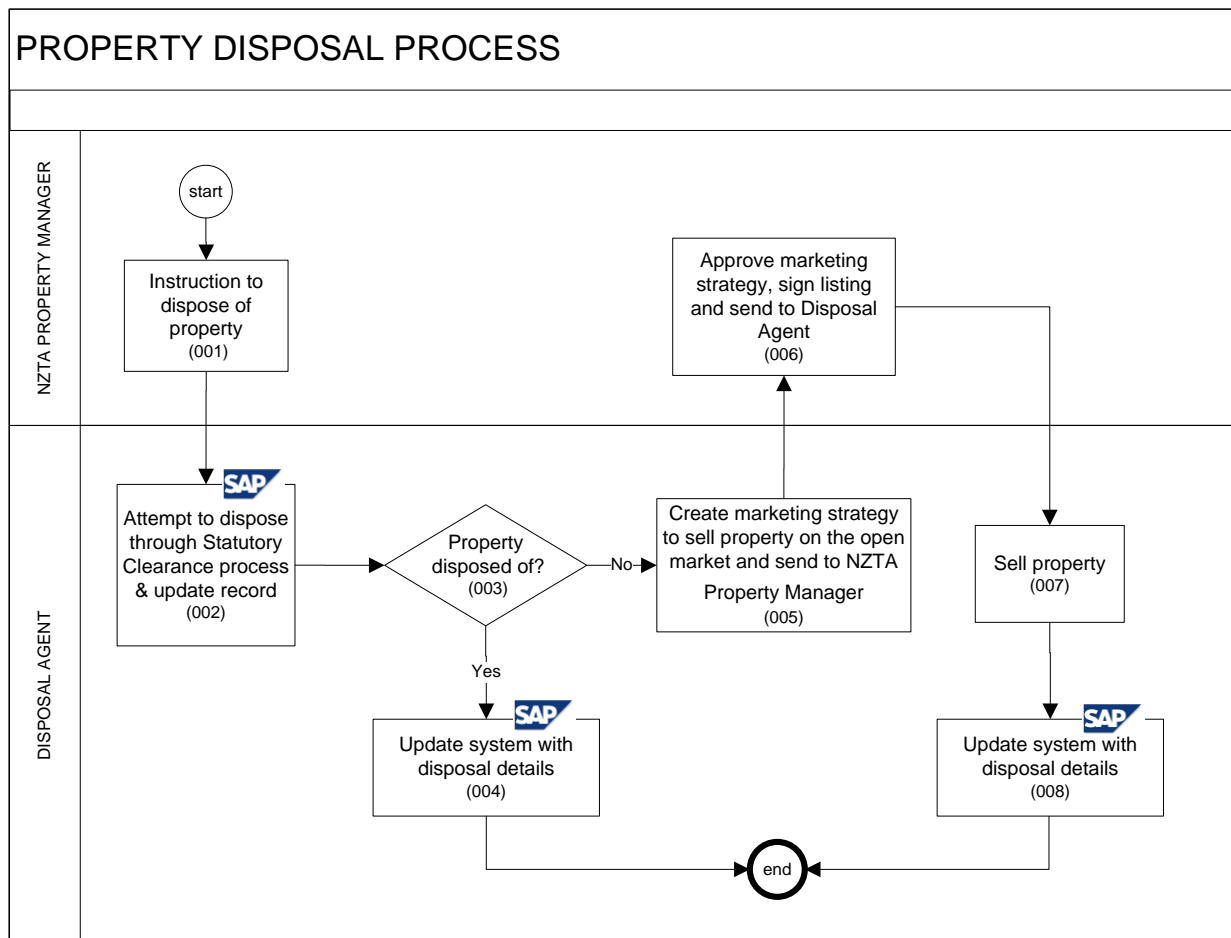 PROPERTY DISPOSAL PROCESS
NZTA PROPERTY MANAGER
start
Instruction to
dispose of
property
(001)
Approve marketing
strategy, sign listing
and send to Disposal
Agent
(006)
DISPOSAL AGENT
SAP
Attempt to dispose
through Statutory
Clearance process
& update record
(002)
Property
disposed of?
(003)
No
Create marketing strategy
to sell property on the open
market and send to NZTA
Property Manager
(005)
Sell property
(007)
Yes
SAP
Update system with
disposal details
(004)
SAP
Update system with
disposal details
(008)
end